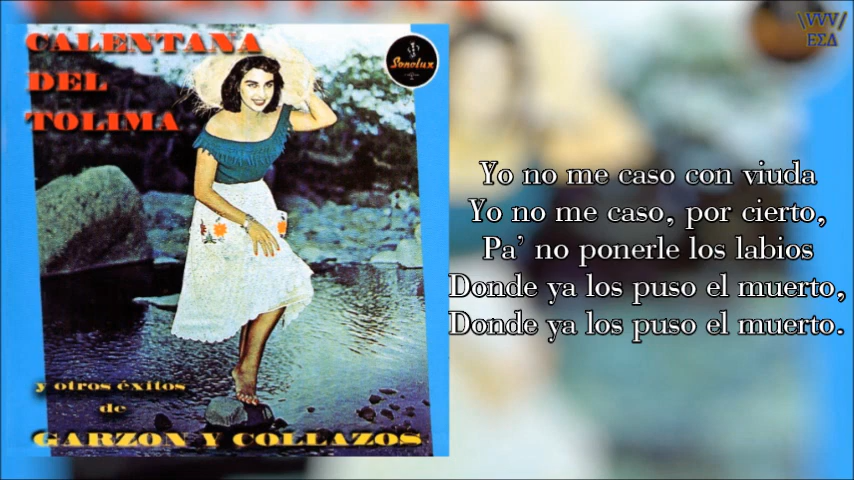 CALENTANA
DEL
TOLIMA
Sonolux
y otros éxitos
de
GARZON Y COLLAZOS
\VVV/
ΕΣΔ
Yo no me caso con viuda
Yo no me caso, por cierto,
Pa' no ponerle los labios
Donde ya los puso el muerto,
Donde ya los puso el muerto.